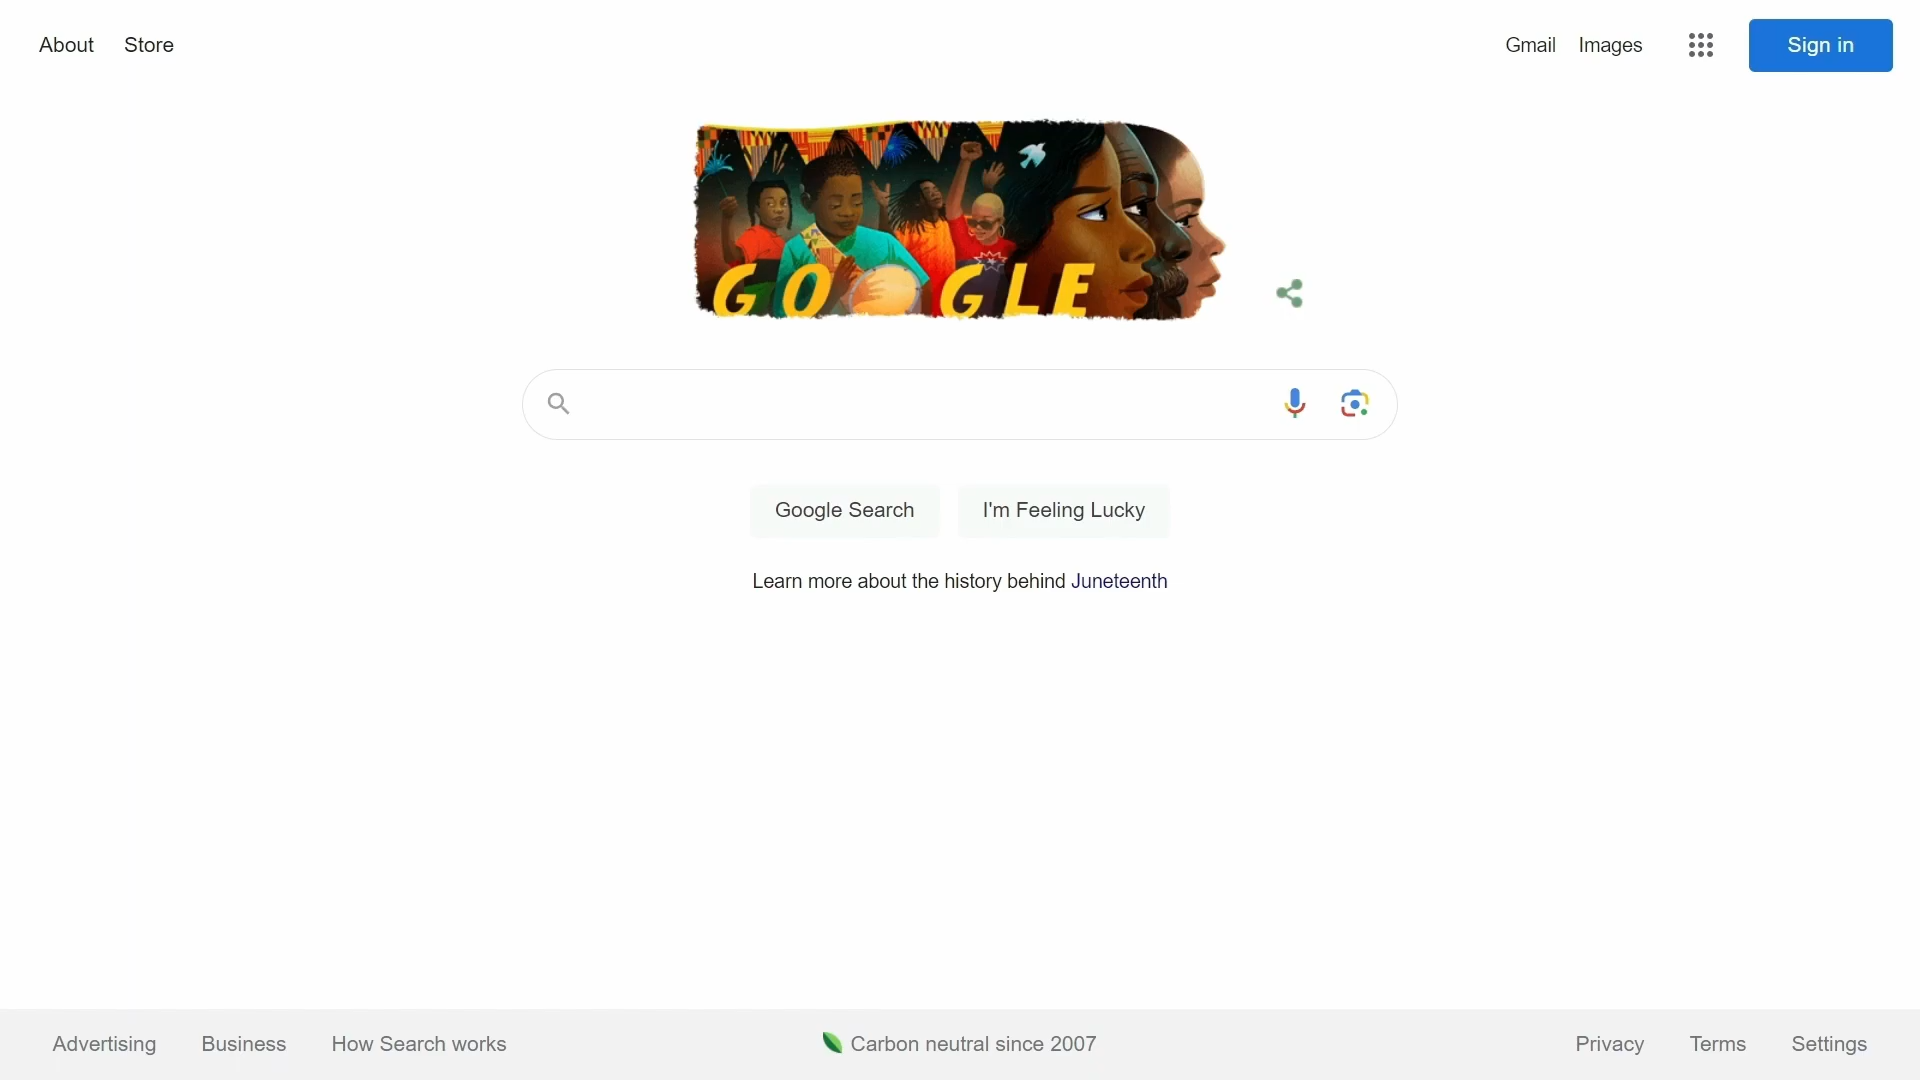 About Store
Gmail Images Sign in
GOOGLE
Google Search I'm Feeling Lucky
Learn more about the history behind Juneteenth
Advertising Business How Search works
Carbon neutral since 2007
Privacy Terms Settings